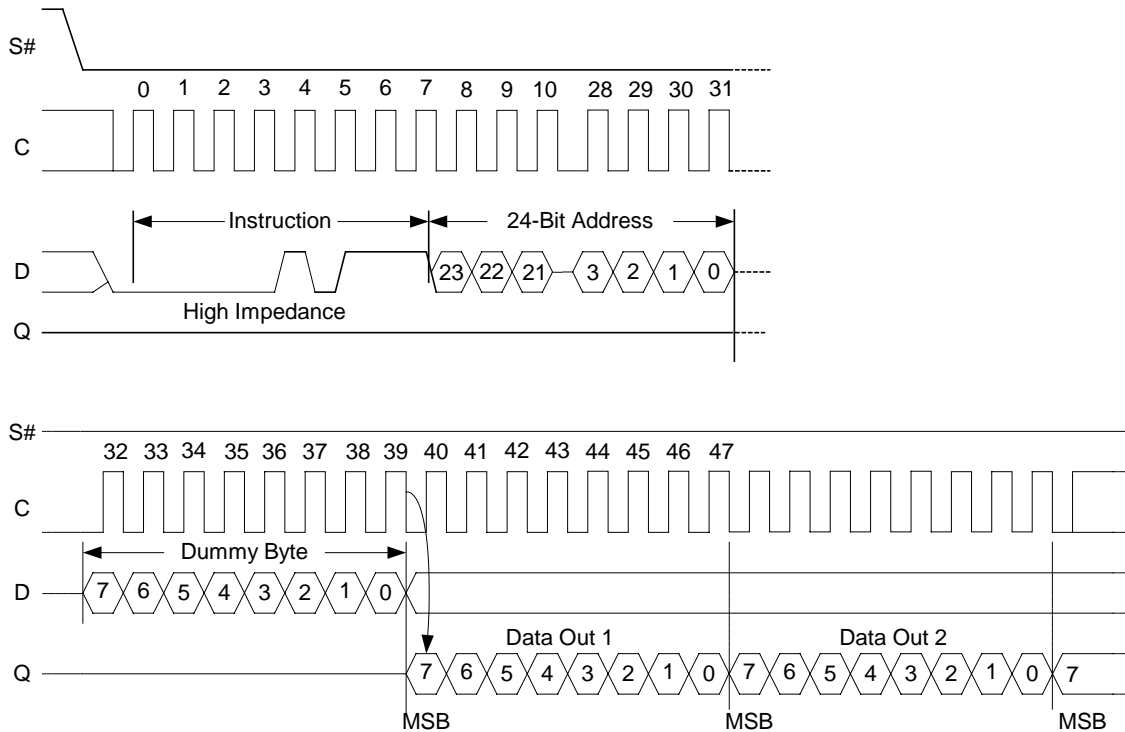 S#
0 1 2 3 4 5 6 7 8 9 10 28 29 30 31
C
Instruction 24-Bit Address
D 23 22 21 3 2 1 0
High Impedance
Q
S#
32 33 34 35 36 37 38 39 40 41 42 43 44 45 46 47
C
Dummy Byte
D 7 6 5 4 3 2 1 0
Data Out 1 Data Out 2
Q 7 6 5 4 3 2 1 0 7 6 5 4 3 2 1 0 7
MSB MSB MSB